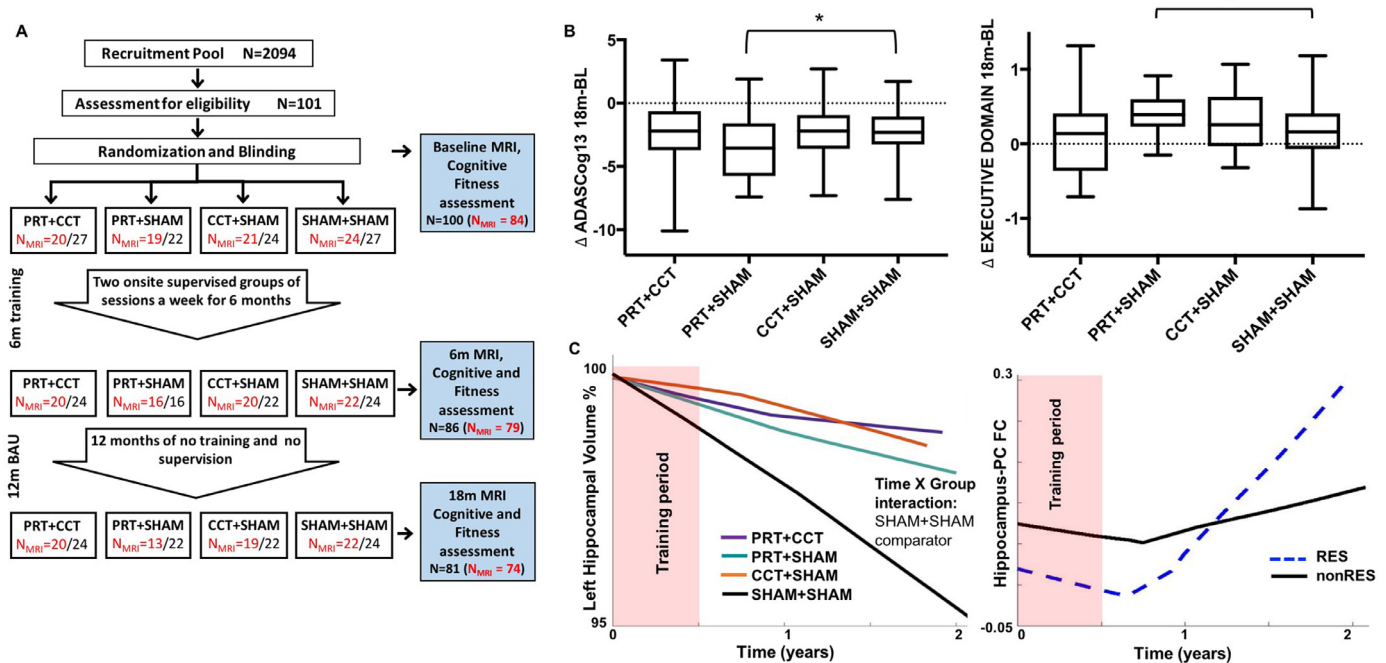 A
Recruitment Pool N=2094
Assessment for eligibility N=101
Randomization and Blinding
Baseline MRI,
Cognitive
Fitness
assessment
N=100 (NMRI = 84)
PRT+CCT
NMRI=20/27
PRT+SHAM
NMRI=19/22
CCT+SHAM
NMRI=21/24
SHAM+SHAM
NMRI=24/27
6m training
Two onsite supervised groups of
sessions a week for 6 months
PRT+CCT
NMRI=20/24
PRT+SHAM
NMRI=16/16
CCT+SHAM
NMRI=20/22
SHAM+SHAM
NMRI=22/24
6m MRI,
Cognitive and
Fitness
assessment
N=86 (NMRI = 79)
12m BAU
12 months of no training and no
supervision
PRT+CCT
NMRI=20/24
PRT+SHAM
NMRI=13/22
CCT+SHAM
NMRI=19/22
SHAM+SHAM
NMRI=22/24
18m MRI
Cognitive and
Fitness
assessment
N=81 (NMRI = 74)
B
Δ ADASCog13 18m-BL
5
0
-5
-10
*
PRT+CCT
PRT+SHAM
CCT+SHAM
SHAM+SHAM
Δ EXECUTIVE DOMAIN 18m-BL
1
0
-1
PRT+CCT
PRT+SHAM
CCT+SHAM
SHAM+SHAM
C
Left Hippocampal Volume %
100
95
Training period
Time X Group
interaction:
SHAM+SHAM
comparator
PRT+CCT
PRT+SHAM
CCT+SHAM
SHAM+SHAM
0
1
2
Time (years)
Hippocampus-PC FC
0.3
-0.05
Training period
RES
nonRES
0
1
2
Time (years)